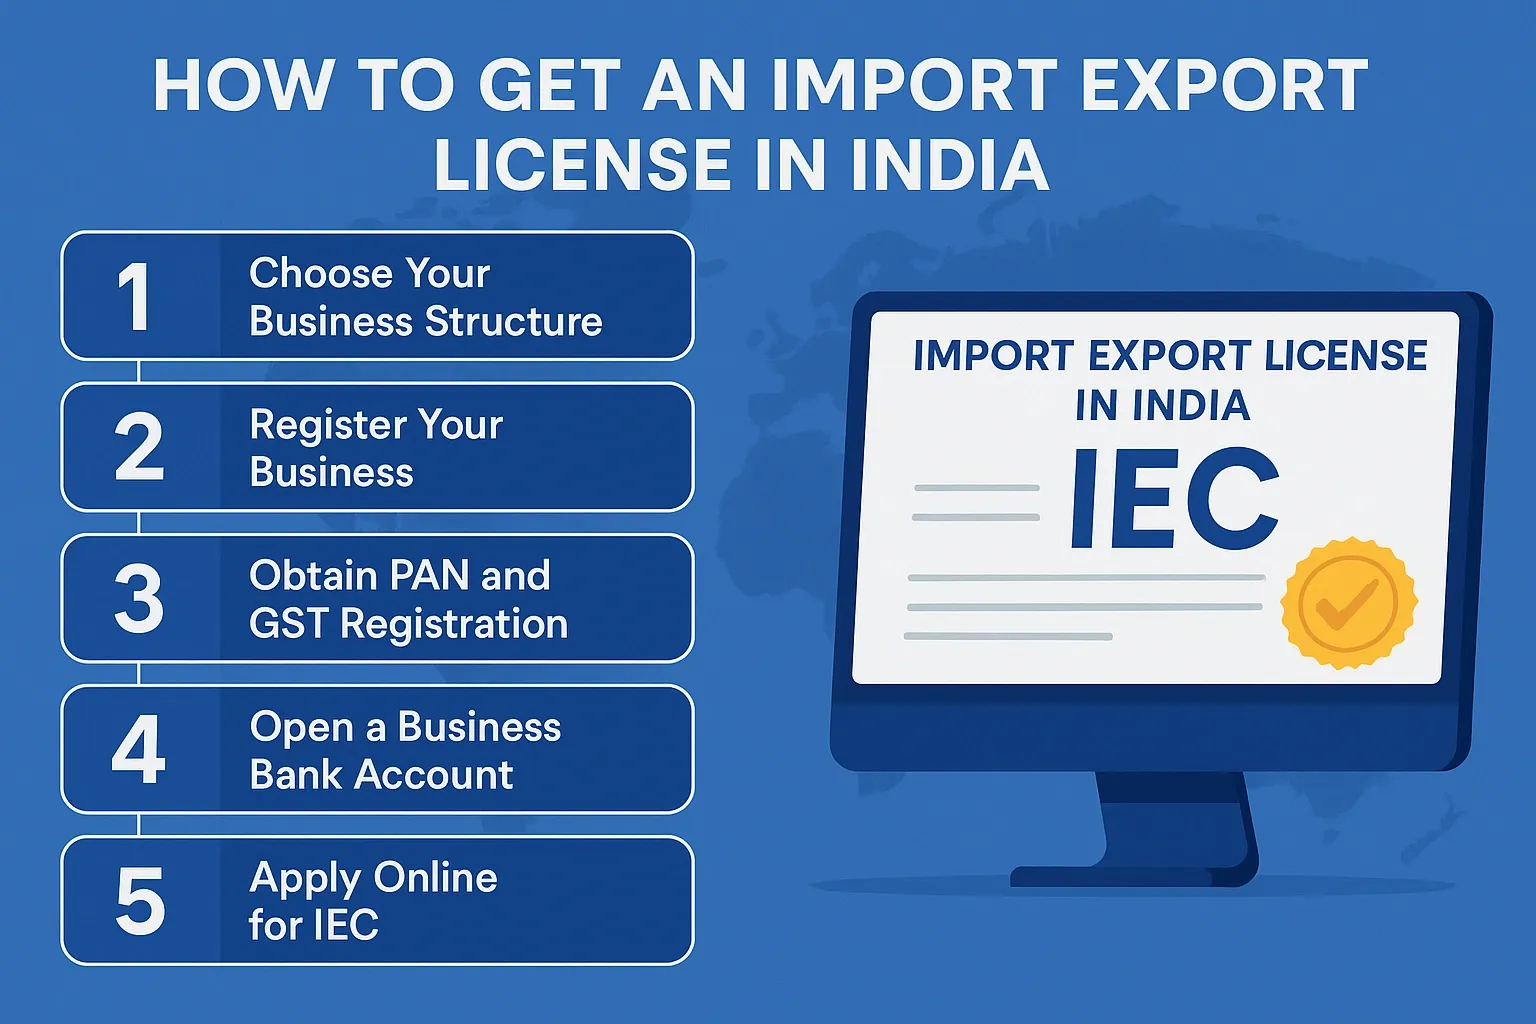 HOW TO GET AN IMPORT EXPORT
LICENSE IN INDIA
1
Choose Your
Business Structure
2
Register Your
Business
3
Obtain PAN and
GST Registration
4
Open a Business
Bank Account
5
Apply Online
for IEC
IMPORT EXPORT LICENSE
IN INDIA
IEC